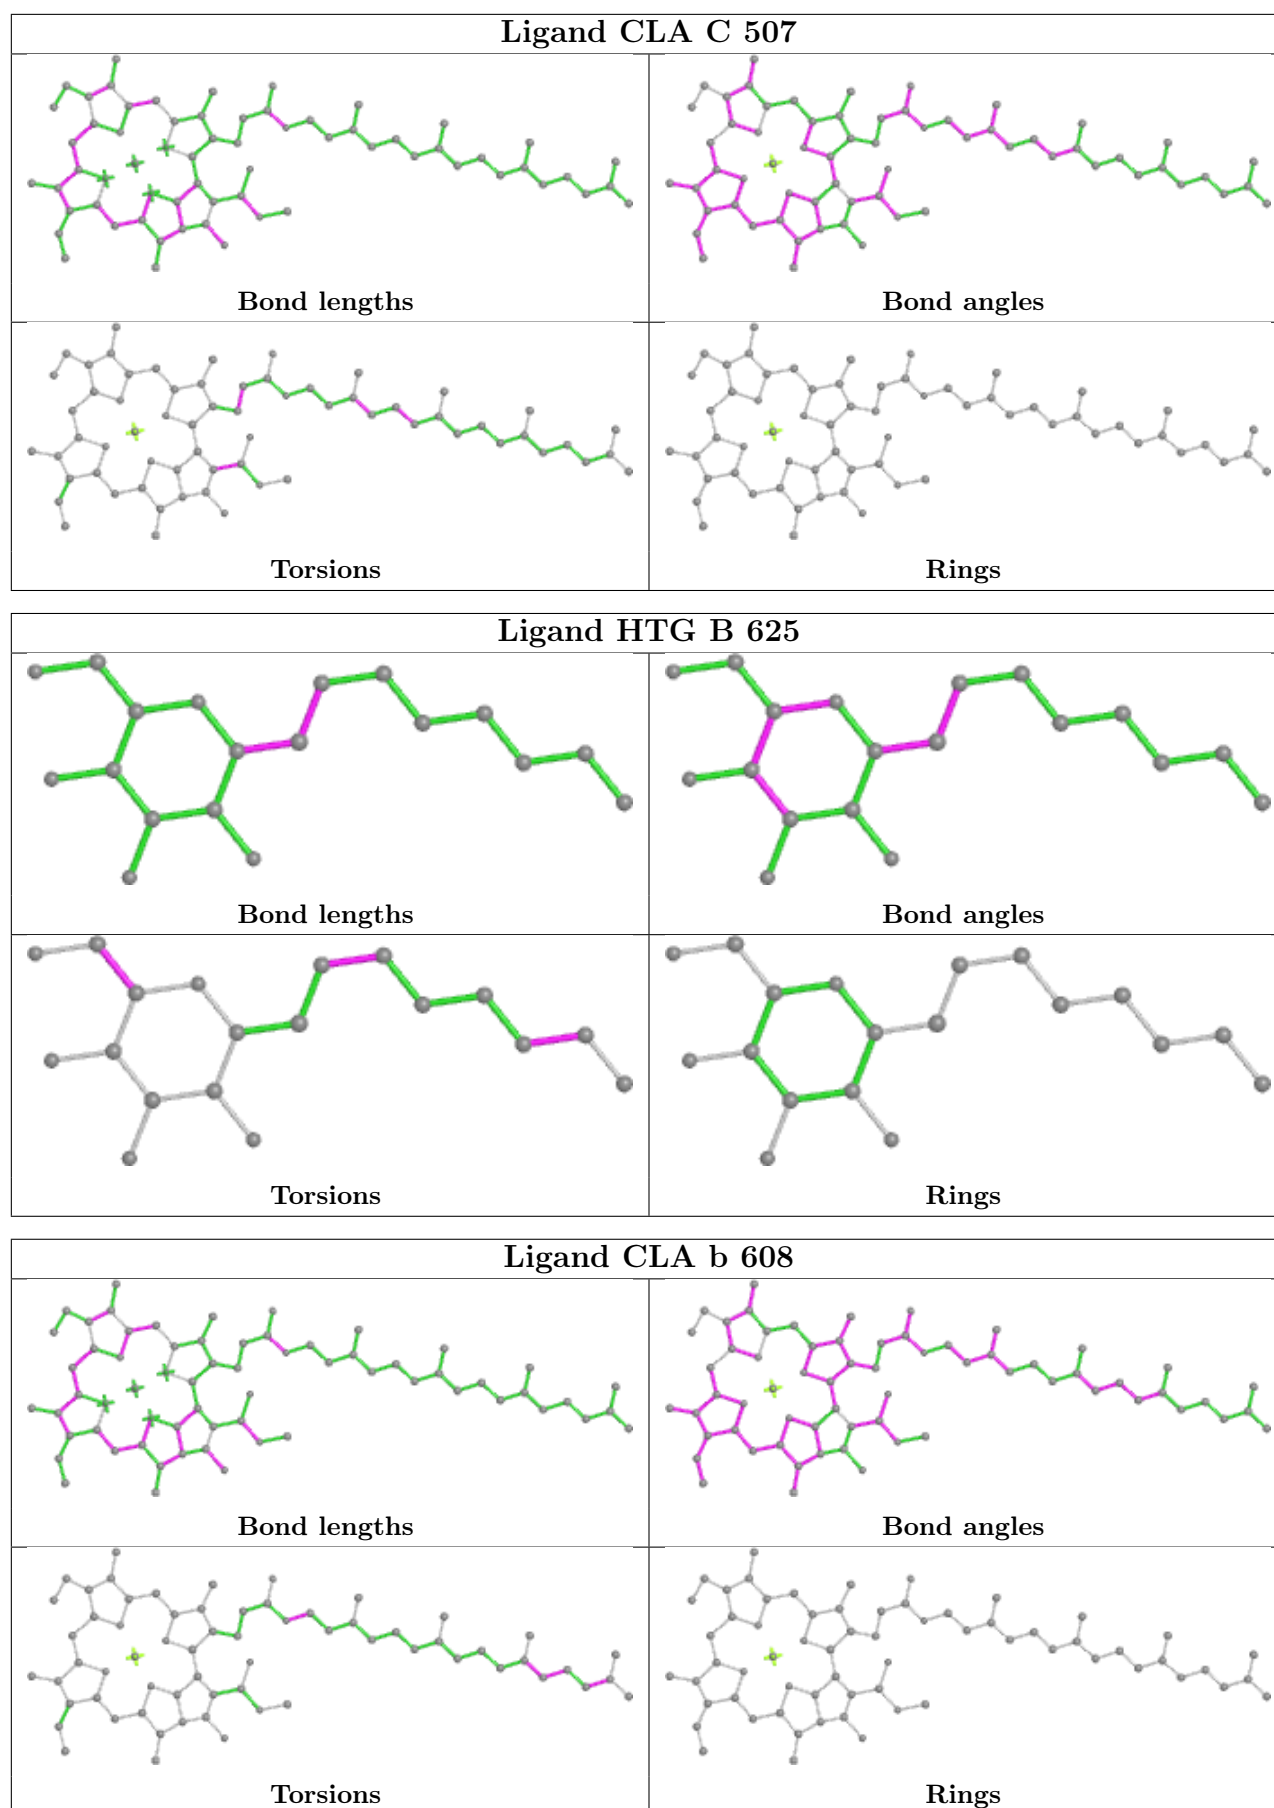 Ligand CLA C 507
Bond lengths
Bond angles
Torsions
Rings
Ligand HTG B 625
Bond lengths
Bond angles
Torsions
Rings
Ligand CLA b 608
Bond lengths
Bond angles
Torsions
Rings